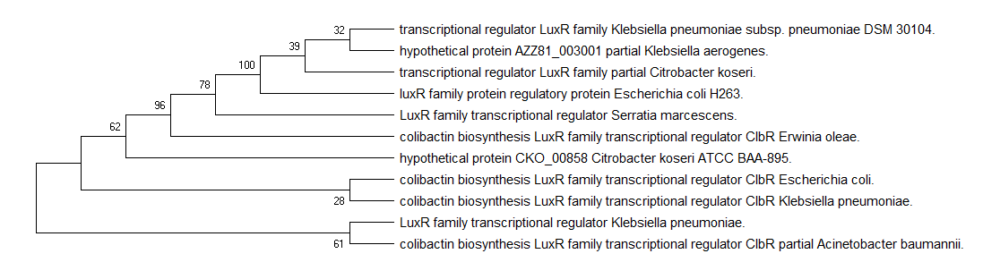 32
transcriptional regulator LuxR family Klebsiella pneumoniae subsp. pneumoniae DSM 30104.
39
hypothetical protein AZZ81_003001 partial Klebsiella aerogenes.
100
transcriptional regulator LuxR family partial Citrobacter koseri.
78
luxR family protein regulatory protein Escherichia coli H263.
96
LuxR family transcriptional regulator Serratia marcescens.
62
colibactin biosynthesis LuxR family transcriptional regulator ClbR Erwinia oleae.
hypothetical protein CKO_00858 Citrobacter koseri ATCC BAA-895.
colibactin biosynthesis LuxR family transcriptional regulator ClbR Escherichia coli.
28
colibactin biosynthesis LuxR family transcriptional regulator ClbR Klebsiella pneumoniae.
LuxR family transcriptional regulator Klebsiella pneumoniae.
61
colibactin biosynthesis LuxR family transcriptional regulator ClbR partial Acinetobacter baumannii.